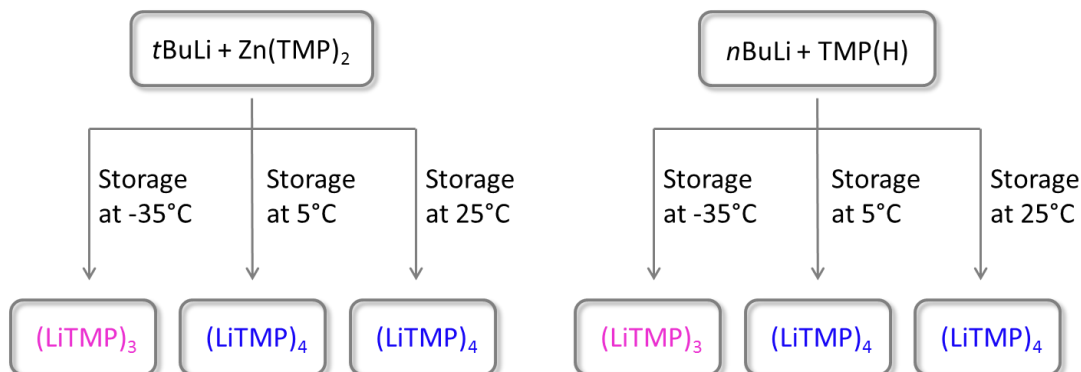 tBuLi + Zn(TMP)₂
nBuLi + TMP(H)
Storage
at -35°C
Storage
at 5°C
Storage
at 25°C
Storage
at -35°C
Storage
at 5°C
Storage
at 25°C
(LiTMP)₃
(LiTMP)₄
(LiTMP)₄
(LiTMP)₃
(LiTMP)₄
(LiTMP)₄